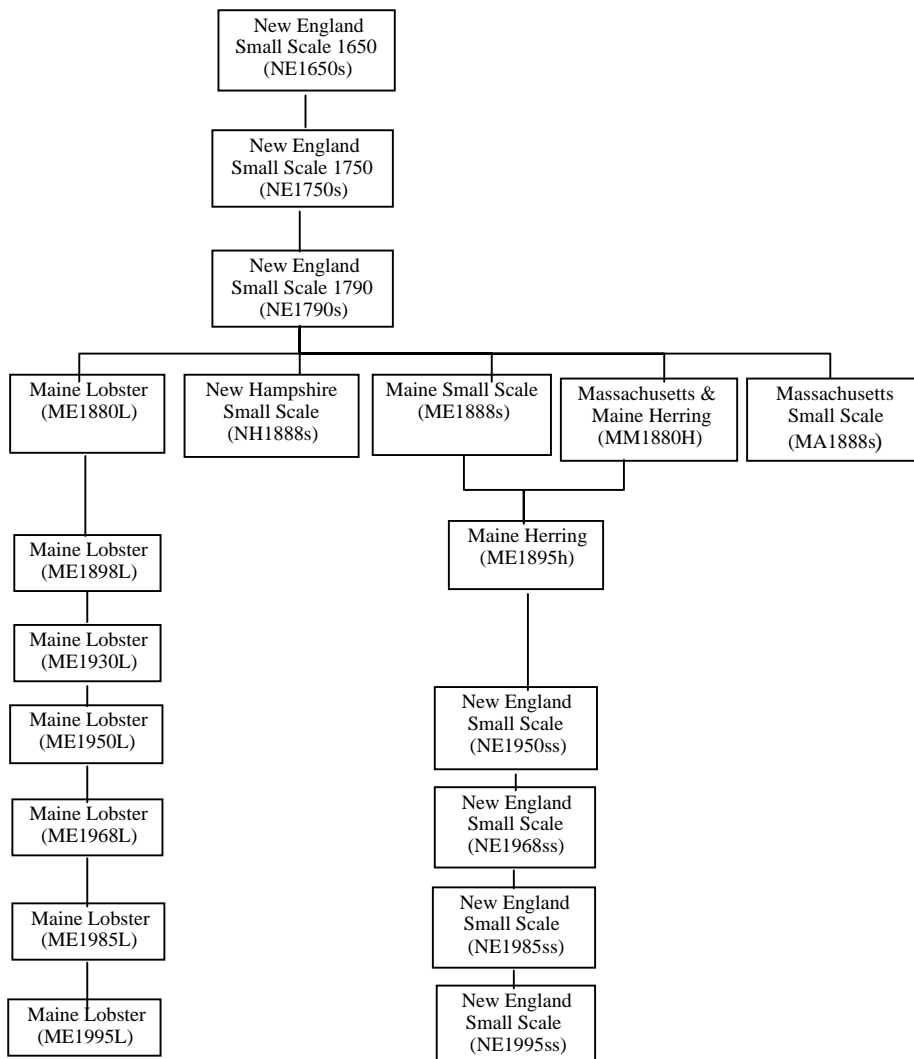 New England
Small Scale 1650
(NE1650s)
New England
Small Scale 1750
(NE1750s)
New England
Small Scale 1790
(NE1790s)
Maine Lobster
(ME1880L)
New Hampshire
Small Scale
(NH1888s)
Maine Small Scale
(ME1888s)
Massachusetts &
Maine Herring
(MM1880H)
Massachusetts
Small Scale
(MA1888s)
Maine Lobster
(ME1898L)
Maine Lobster
(ME1930L)
Maine Lobster
(ME1950L)
Maine Lobster
(ME1968L)
Maine Lobster
(ME1985L)
Maine Lobster
(ME1995L)
Maine Herring
(ME1895h)
New England
Small Scale
(NE1950ss)
New England
Small Scale
(NE1968ss)
New England
Small Scale
(NE1985ss)
New England
Small Scale
(NE1995ss)